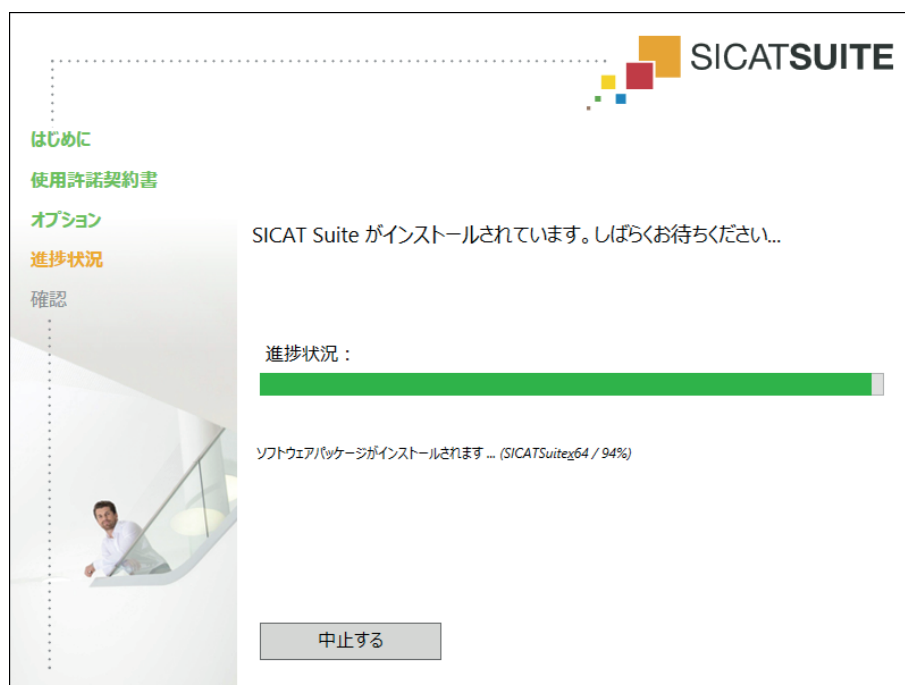 SICATSUITE
はじめに
使用許諾契約書
オプション
進捗状況
確認
SICAT Suite がインストールされています。しばらくお待ちください...
進捗状況：
ソフトウェアパッケージがインストールされます ... (SICATSuitex64 / 94%)
中止する